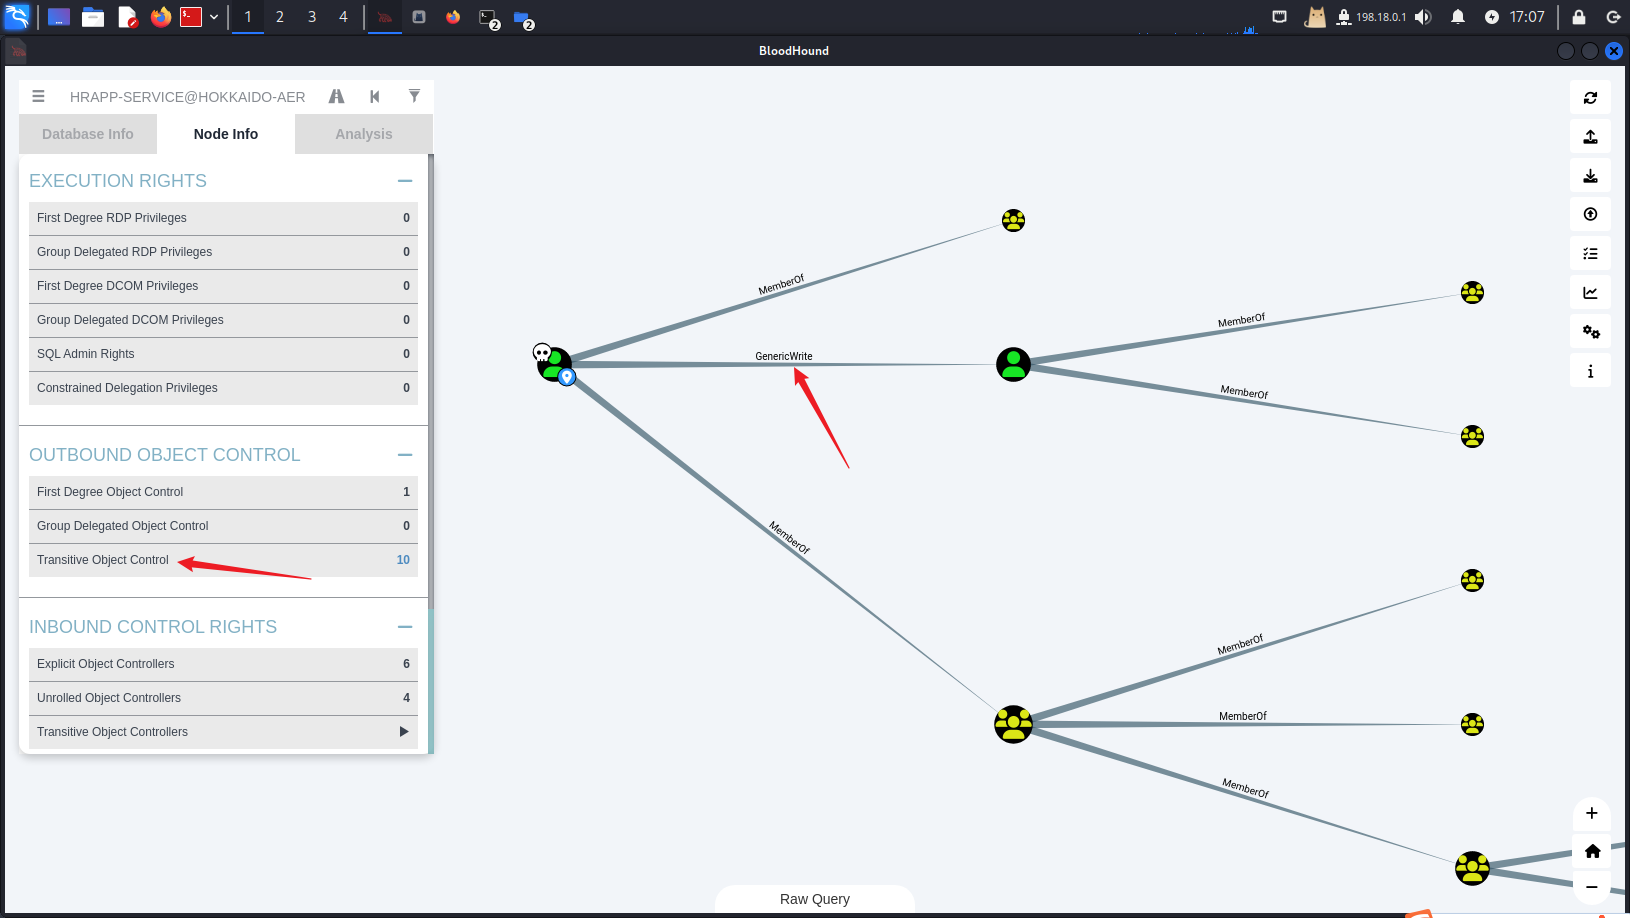 1 2 3 4
2 2
198.18.0.1
17:07
BloodHound
HRAPP-SERVICE@HOKKAIDO-AER
Database Info
Node Info
Analysis
EXECUTION RIGHTS
First Degree RDP Privileges 0
Group Delegated RDP Privileges 0
First Degree DCOM Privileges 0
Group Delegated DCOM Privileges 0
SQL Admin Rights 0
Constrained Delegation Privileges 0
OUTBOUND OBJECT CONTROL
First Degree Object Control 1
Group Delegated Object Control 0
Transitive Object Control 10
INBOUND CONTROL RIGHTS
Explicit Object Controllers 6
Unrolled Object Controllers 4
Transitive Object Controllers
MemberOf
MemberOf
GenericWrite
MemberOf
MemberOf
MemberOf
MemberOf
MemberOf
Raw Query